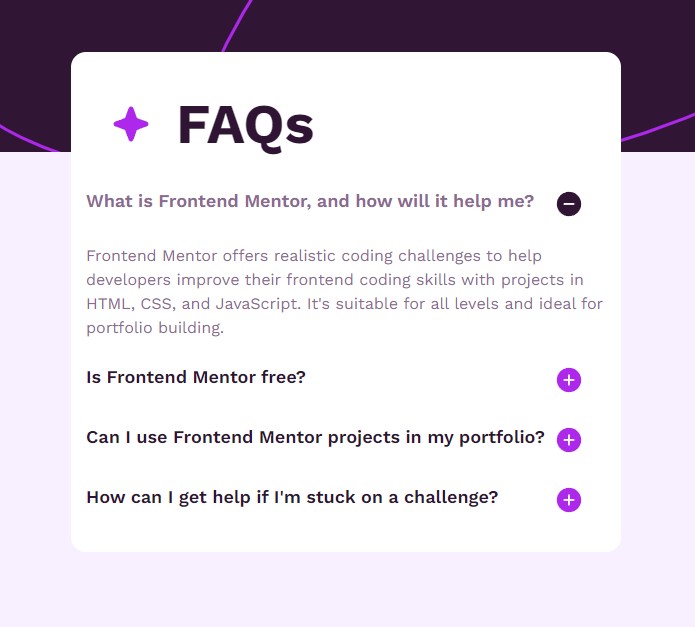 FAQs
What is Frontend Mentor, and how will it help me?
Frontend Mentor offers realistic coding challenges to help
developers improve their frontend coding skills with projects in
HTML, CSS, and JavaScript. It's suitable for all levels and ideal for
portfolio building.
Is Frontend Mentor free?
Can I use Frontend Mentor projects in my portfolio?
How can I get help if I'm stuck on a challenge?